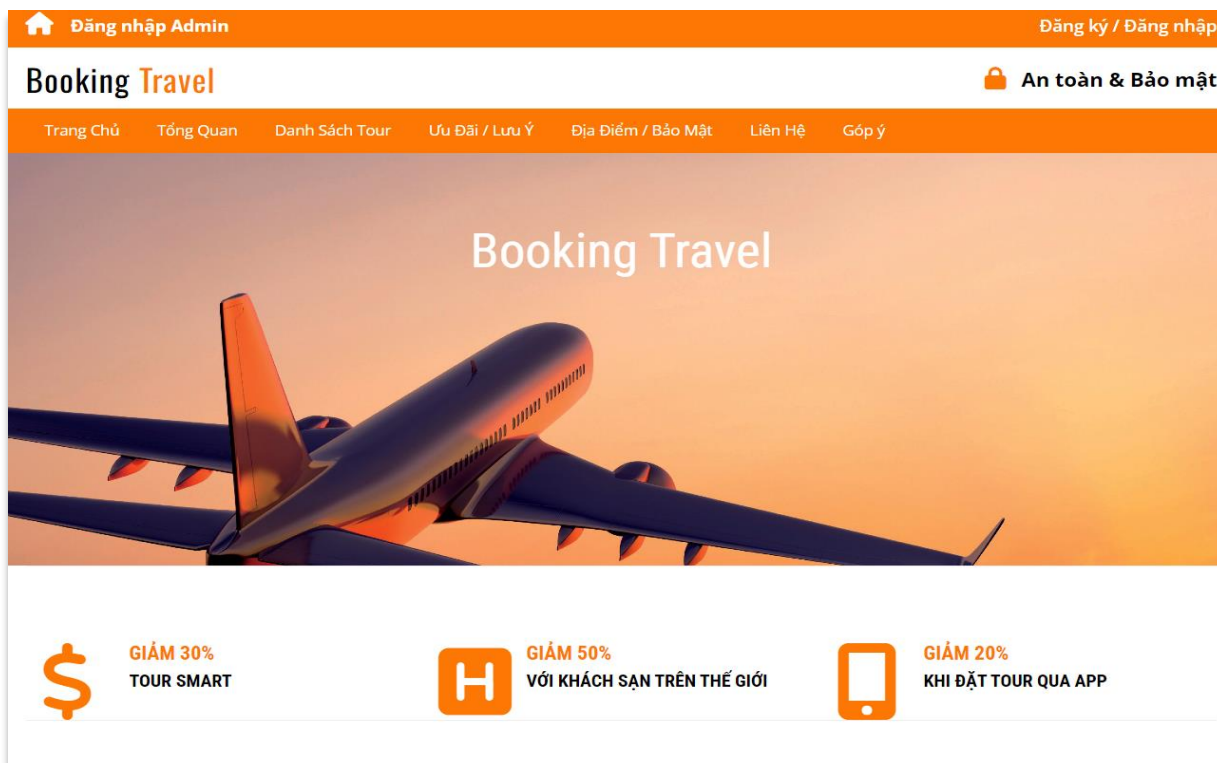 Đăng nhập Admin
Đăng ký / Đăng nhập
Booking Travel
An toàn & Bảo mật
Trang Chủ Tổng Quan Danh Sách Tour Ưu Đãi / Lưu Ý Địa Điểm / Bảo Mật Liên Hệ Góp ý
Booking Travel
GIẢM 30%
TOUR SMART
GIẢM 50%
VỚI KHÁCH SẠN TRÊN THẾ GIỚI
GIẢM 20%
KHI ĐẶT TOUR QUA APP